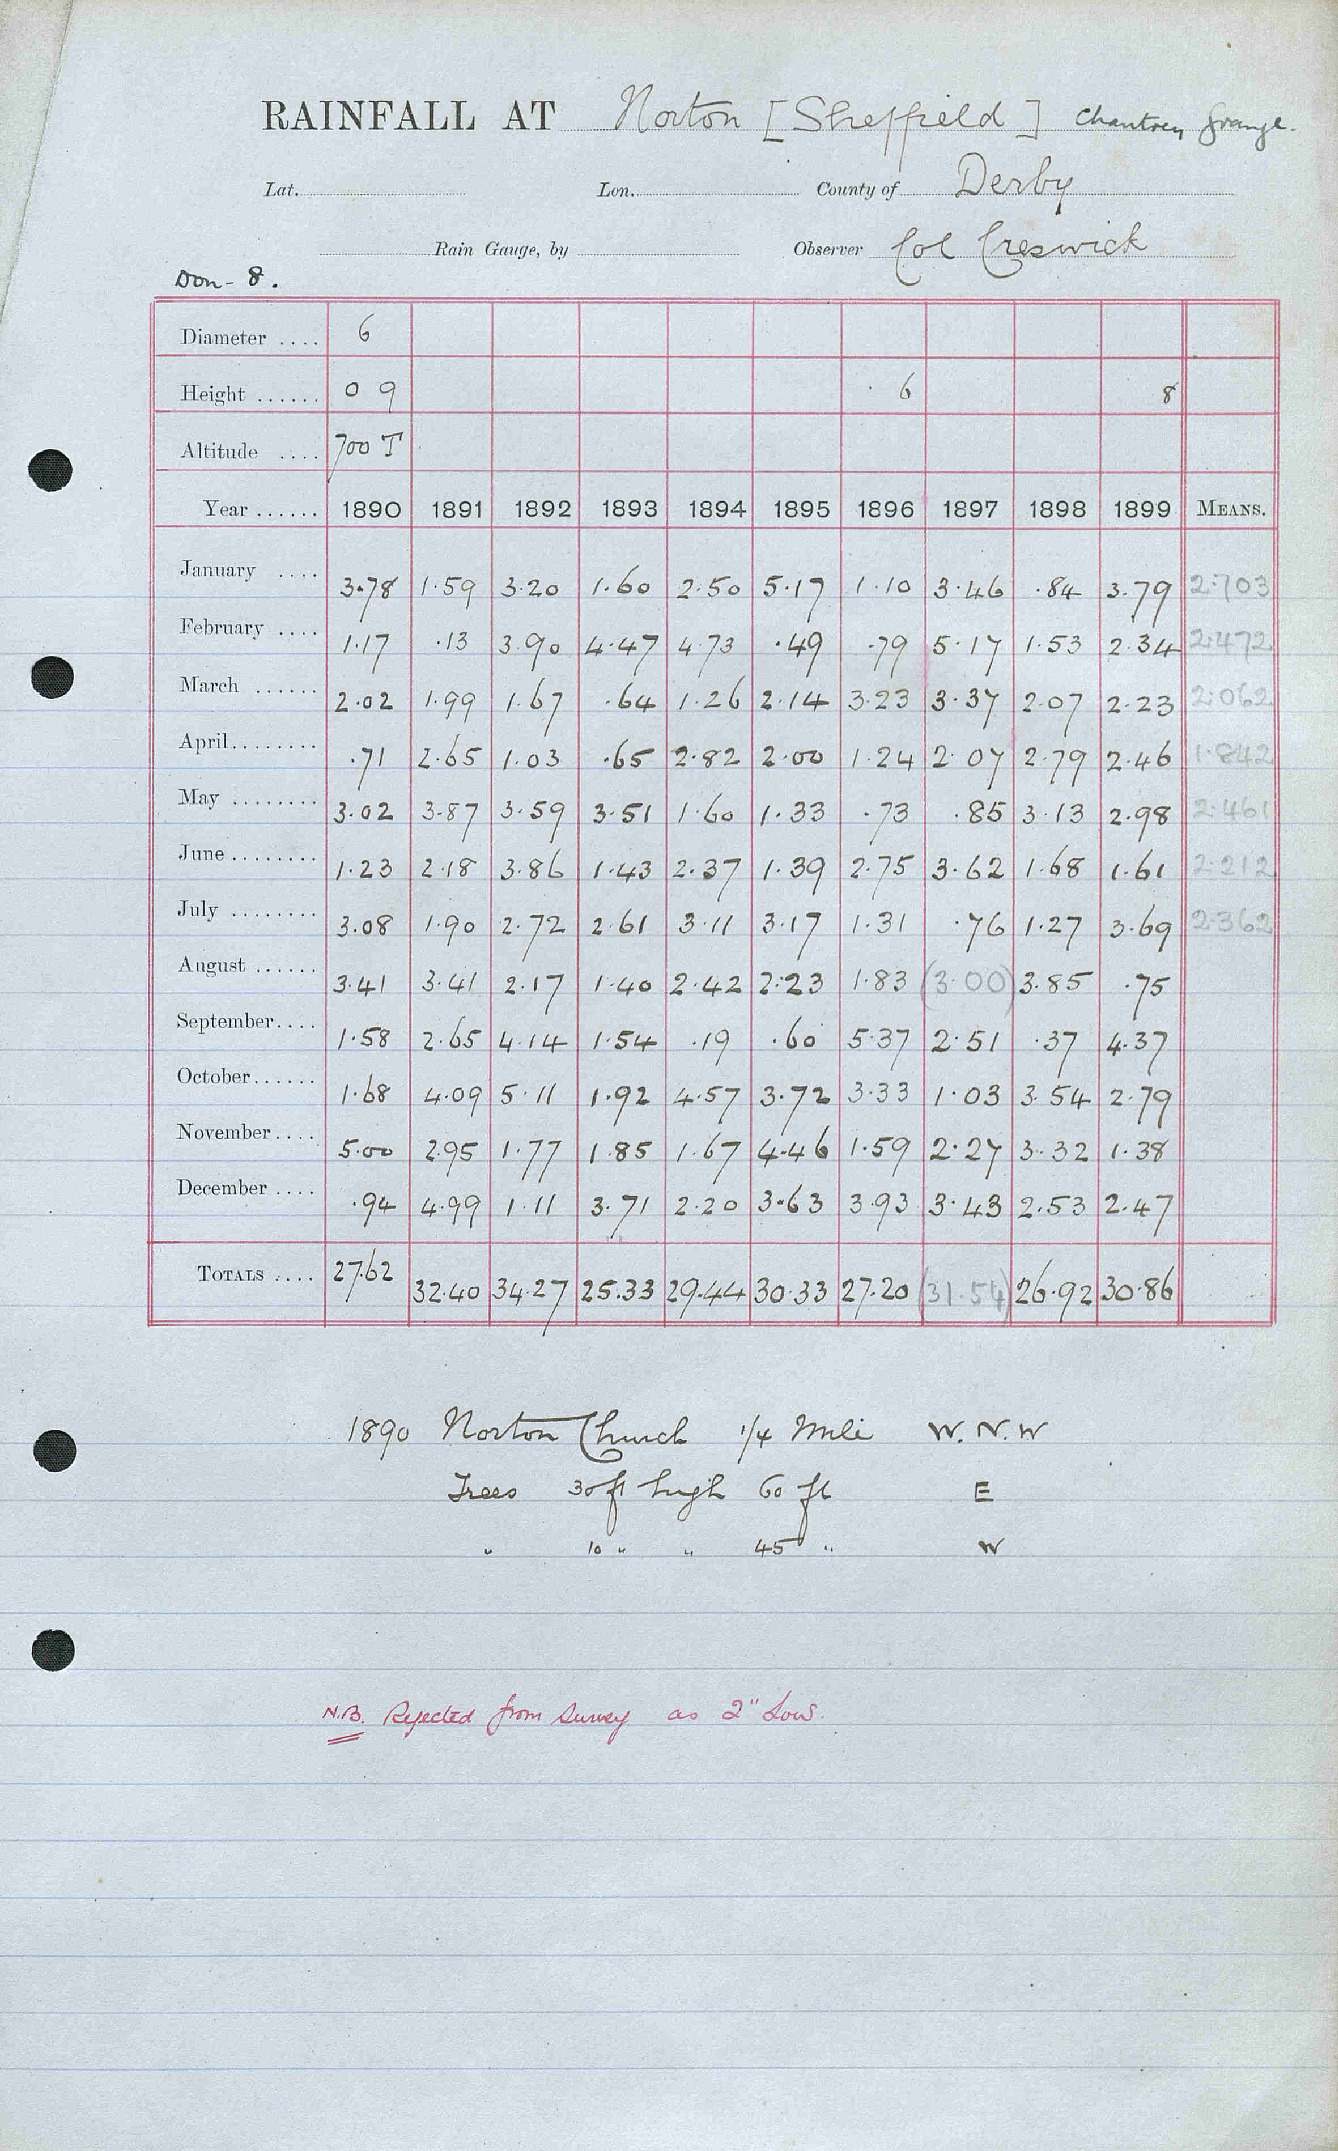 RAINFALL AT Norton [Sheffield] Chantrey Grange.
Lat. Lon. County of Derby
Rain Gauge, by Observer Col Creswick
Don - 8.
Diameter .... 6
Height ...... 0 9 6 8
Altitude .... 700 T
Year ...... 1890 1891 1892 1893 1894 1895 1896 1897 1898 1899 MEANS.
January .... 3.78 1.59 3.20 1.60 2.50 5.17 1.10 3.46 .84 3.79 2.703
February .... 1.17 .13 3.90 4.47 4.73 .49 .79 5.17 1.53 2.34 2.472
March ...... 2.02 1.99 1.67 .64 1.26 2.14 3.23 3.37 2.07 2.23 2.062
April........ .71 2.65 1.03 .65 2.82 2.00 1.24 2.07 2.79 2.46 1.842
May ........ 3.02 3.87 3.59 3.51 1.60 1.33 .73 .85 3.13 2.98 2.461
June ........ 1.23 2.18 3.86 1.43 2.37 1.39 2.75 3.62 1.68 1.61 2.212
July ........ 3.08 1.90 2.72 2.61 3.11 3.17 1.31 .76 1.27 3.69 2.362
August ...... 3.41 3.41 2.17 1.40 2.42 2.23 1.83 (3.00) 3.85 .75
September.... 1.58 2.65 4.14 1.54 .19 .60 5.37 2.51 .37 4.37
October...... 1.68 4.09 5.11 1.92 4.57 3.72 3.33 1.03 3.54 2.79
November.... 5.00 2.95 1.77 1.85 1.67 4.46 1.59 2.27 3.32 1.38
December .... .94 4.99 1.11 3.71 2.20 3.63 3.93 3.43 2.53 2.47
TOTALS .... 27.62 32.40 34.27 25.33 29.44 30.33 27.20 (31.54) 26.92 30.86
1890 Norton Church 1/4 Mile W.N.W
Trees 30 ft high 60 ft E
" 10 " " 45 " W
N.B. Rejected from Survey as 2" Low.